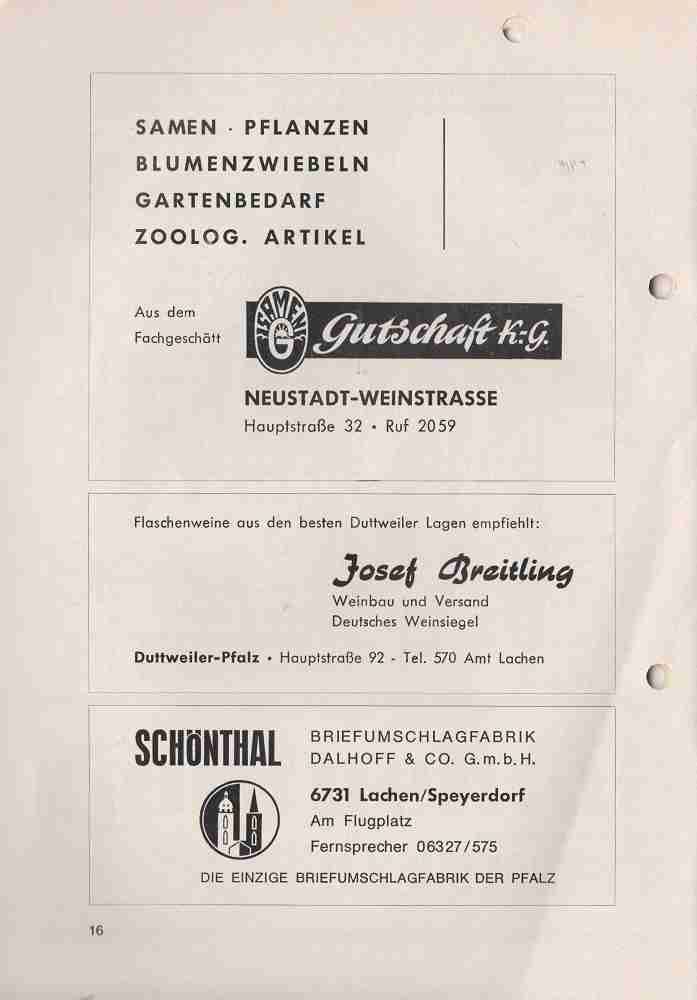 SAMEN · PFLANZEN
BLUMENZWIEBELN
GARTENBEDARF
ZOOLOG. ARTIKEL
Aus dem
Fachgeschäft
SAMEN
G
Gutschaft K.-G.
NEUSTADT-WEINSTRASSE
Hauptstraße 32 • Ruf 2059
Flaschenweine aus den besten Duttweiler Lagen empfiehlt:
Josef Breitling
Weinbau und Versand
Deutsches Weinsiegel
Duttweiler-Pfalz • Hauptstraße 92 - Tel. 570 Amt Lachen
SCHÖNTHAL
BRIEFUMSCHLAGFABRIK
DALHOFF & CO. G.m.b.H.
6731 Lachen/Speyerdorf
Am Flugplatz
Fernsprecher 06327/575
DIE EINZIGE BRIEFUMSCHLAGFABRIK DER PFALZ
16